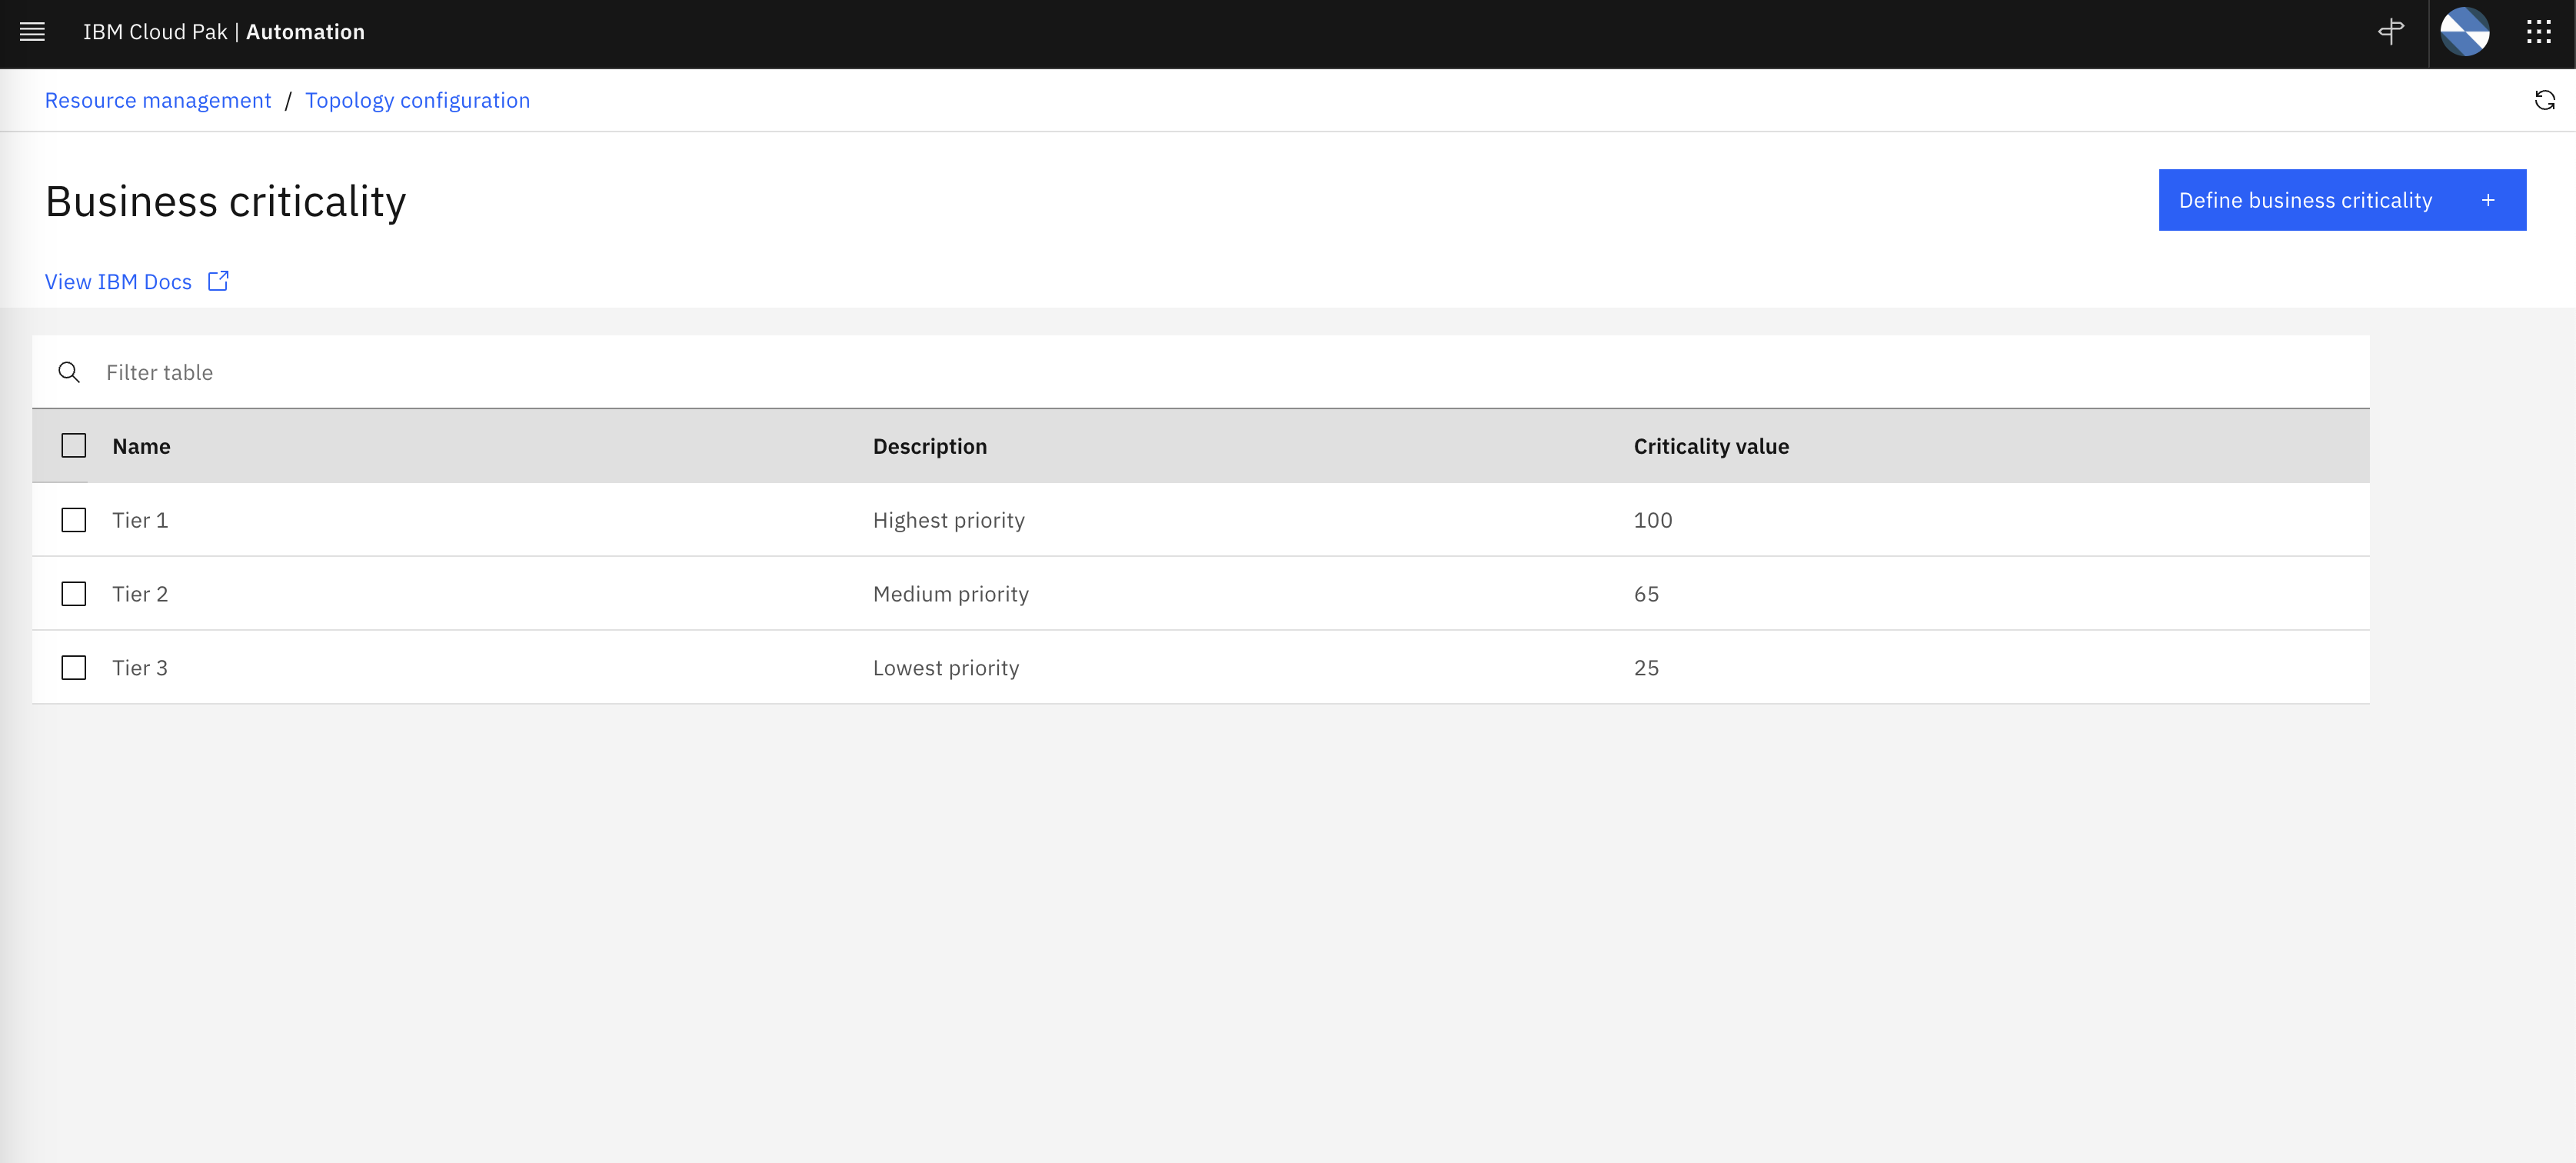 IBM Cloud Pak | Automation
Resource management / Topology configuration
Business criticality
Define business criticality +
View IBM Docs
Filter table
Name Description Criticality value
Tier 1 Highest priority 100
Tier 2 Medium priority 65
Tier 3 Lowest priority 25